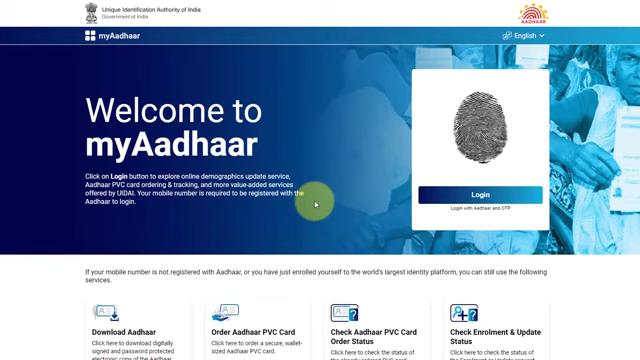 Unique Identification Authority of India
Government of India
AADHAAR
myAadhaar
English
Welcome to
myAadhaar
Click on Login button to explore online demographics update service,
Aadhaar PVC card ordering & tracking, and more value-added services
offered by UIDAI. Your mobile number is required to be registered with the
Aadhaar to login.
Login
Login with Aadhaar and OTP
If your mobile number is not registered with Aadhaar, or you have just enrolled yourself to the world's largest identity platform, you can still use the following
services.
Download Aadhaar
Click here to download digitally
signed and password protected
electronic copy of the Aadhaar
Order Aadhaar PVC Card
Click here to order a secure, wallet-
sized Aadhaar PVC card.
Check Aadhaar PVC Card
Order Status
Click here to check the status of
Check Enrolment & Update
Status
Click here to check the status of